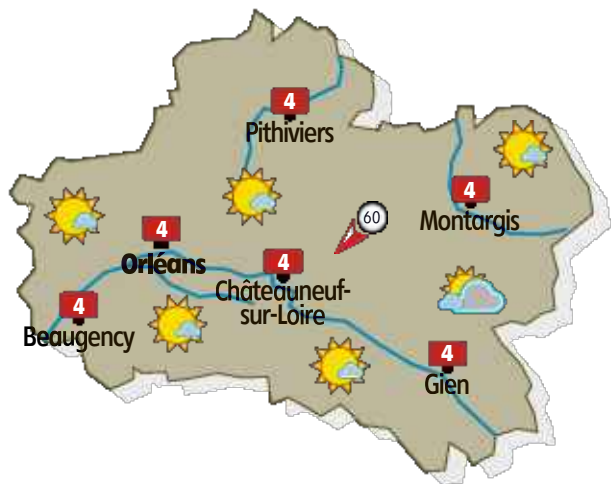 4
Pithiviers
4
Montargis
60
4
Orléans
4
Châteauneuf-
sur-Loire
4
Beaugency
4
Gien